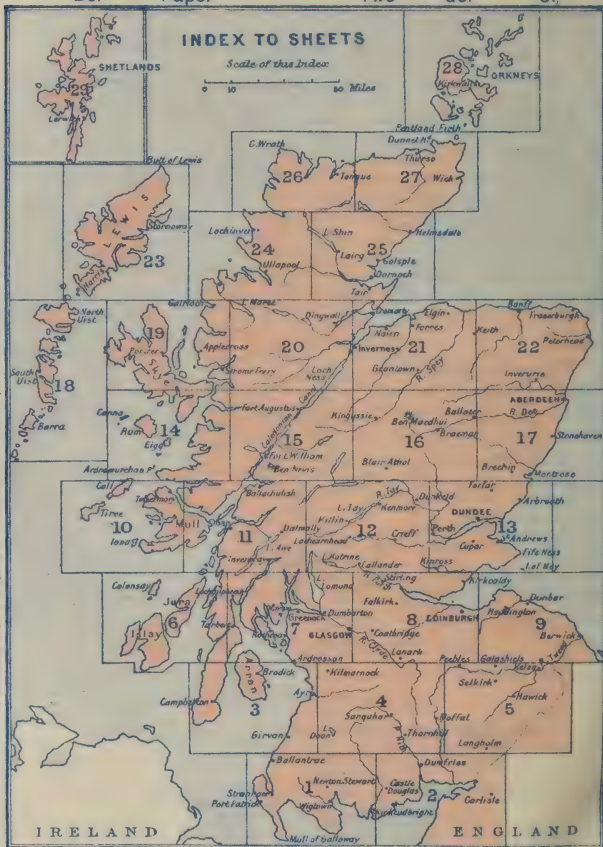 INDEX TO SHEETS
Scale of this Index
10 0 10 Miles
SHETLANDS
29
Lerwick
28
ORKNEYS
Kirkwall
Pentland Firth
Dunnet Hd
Butt of Lewis
C. Wrath
Thurso
26
Tongue
27
Wick
LEWIS
Stornoway
23
Harris
Lochinver
L. Shin
Helmsdale
24
25
Lairg
Golspie
Ullapool
Dornoch
Tain
North Uist
Gairloch
L. Maree
Cromarty
Elgin
Banff
Fraserburgh
19
Dingwall
Nairn
Forres
Keith
Peterhead
Portree
Applecross
20
Inverness
21
22
South Uist
Skye
Strome Ferry
Loch Ness
Grantown
R. Spey
Inverurie
18
ABERDEEN
Canna
Fort Augustus
Kingussie
Ben Macdhui
Ballater
R. Dee
Barra
Rum
14
15
16
Braemar
17
Stonehaven
Eigg
Caledonian Canal
Fort William
Ben Nevis
Blair Athol
Brechin
Ardnamurchan Pt
Montrose
Coll
Ballachulish
R. Tay
Dunkeld
Forfar
Arbroath
Tobermory
L. Tay
Kenmore
DUNDEE
Tiree
10
Mull
Oban
Dalmally
Killin
12
Perth
13
Iona
11
Lochearnhead
Crieff
St Andrews
L. Awe
Cupar
Fife Ness
Inveraray
L. Katrine
Callander
Kinross
I. of May
Colonsay
L. Lomond
R. Forth
Stirling
Kirkcaldy
Jura
Lochgilphead
Dunbar
Greenock
Dumbarton
Falkirk
EDINBURGH
Haddington
Islay
6
Tarbert
Rothesay
7
GLASGOW
8
9
Coatbridge
Berwick
R. Clyde
Ardrossan
Lanark
Peebles
Galashiels
Kelso
R. Tweed
Arran
Kilmarnock
Selkirk
Brodick
4
Hawick
3
Ayr
Sanquhar
5
Campbelton
L. Doon
R. Nith
Moffat
Girvan
Thornhill
Langholm
Ballantrae
Dumfries
1
Newton Stewart
Castle Douglas
2
Stranraer
Carlisle
Port Patrick
Wigtown
Kirkcudbright
IRELAND
Mull of Galloway
ENGLAND